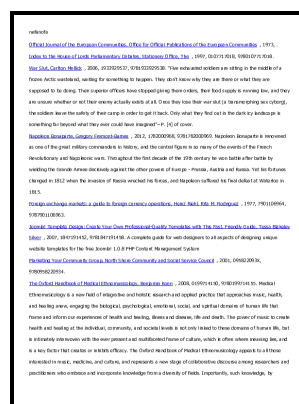 nefenofa
Official Journal of the European Communities, Office for Official Publications of the European Communities , 1973, .
Index to the House of Lords Parliamentary Debates, Stationery Office, The , 1997, 0107717018, 9780107717018.
War Slut, Carlton Mellick , 2006, 1933929537, 9781933929538. "Five exhausted soldiers are sitting in the middle of a
frozen Arctic wasteland, waiting for something to happen. They don't know why they are there or what they are
supposed to be doing. Their superior officers have stopped giving them orders, their food supply is running low, and they
are unsure whether or not their enemy actually exists at all. Once they lose their war slut (a transmorphing sex cyborg),
the soldiers leave the safety of their camp in order to get it back. Only what they find out in the dark icy landscape is
something far beyond what they ever could have imagined"--P. [4] of cover.
Napoleon Bonaparte, Gregory Fremont-Barnes , 2012, 1782000968, 9781782000969. Napoleon Bonaparte is renowned
as one of the great military commanders in history, and the central figure in so many of the events of the French
Revolutionary and Napoleonic wars. Throughout the first decade of the 19th century he won battle after battle by
wielding the Grande Armee decisively against the other powers of Europe - Prussia, Austria and Russia. Yet his fortunes
changed in 1812 when the invasion of Russia wrecked his forces, and Napoleon suffered his final defeat at Waterloo in
1815.
Foreign exchange markets a guide to foreign currency operations, Heinz Riehl, Rita M. Rodriguez , 1977,
Joomla! Template Design: Create Your Own Professional-Quality Templates with This Fast, Friendly Guide, Tessa Blakeley
Silver , 2007, 1847191452, 9781847191458. A complete guide for web designers to all aspects of designing unique
website templates for the free Joomla! 1.0.8 PHP Content Management System
Marketing Your Community Group, North Shore Community and Social Service Council , 2001,
The Oxford Handbook of Medical Ethnomusicology, Benjamin Koen , 2008, Medical
Ethnomusicology is a new field of integrative and holistic research and applied practice that approaches music, health,
and healing anew, engaging the biological, psychological, emotional, social, and spiritual domains of human life that
frame and inform our experiences of health and healing, illness and disease, life and death. The power of music to create
health and healing at the individual, community, and societal levels is not only linked to these domains of human life, but
is intimately interwoven with the ever present and multifaceted frame of culture, which is often where meaning lies, and
is a key factor that creates or inhibits efficacy. The Oxford Handbook of Medical Ethnomusicology appeals to all those
interested in music, medicine, and culture, and represents a new stage of collaborative discourse among researchers and
practitioners who embrace and incorporate knowledge from a diversity of fields. Importantly, such knowledge, by